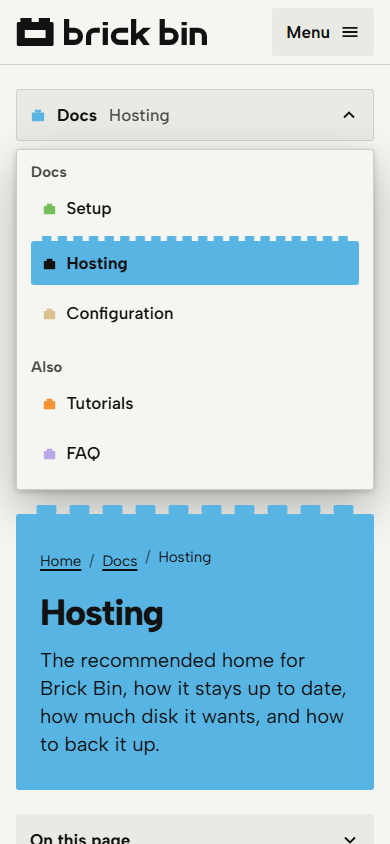 brick bin
Menu
Docs Hosting
Docs
Setup
Hosting
Configuration
Also
Tutorials
FAQ
Home / Docs / Hosting
Hosting
The recommended home for
Brick Bin, how it stays up to date,
how much disk it wants, and how
to back it up.
On this page